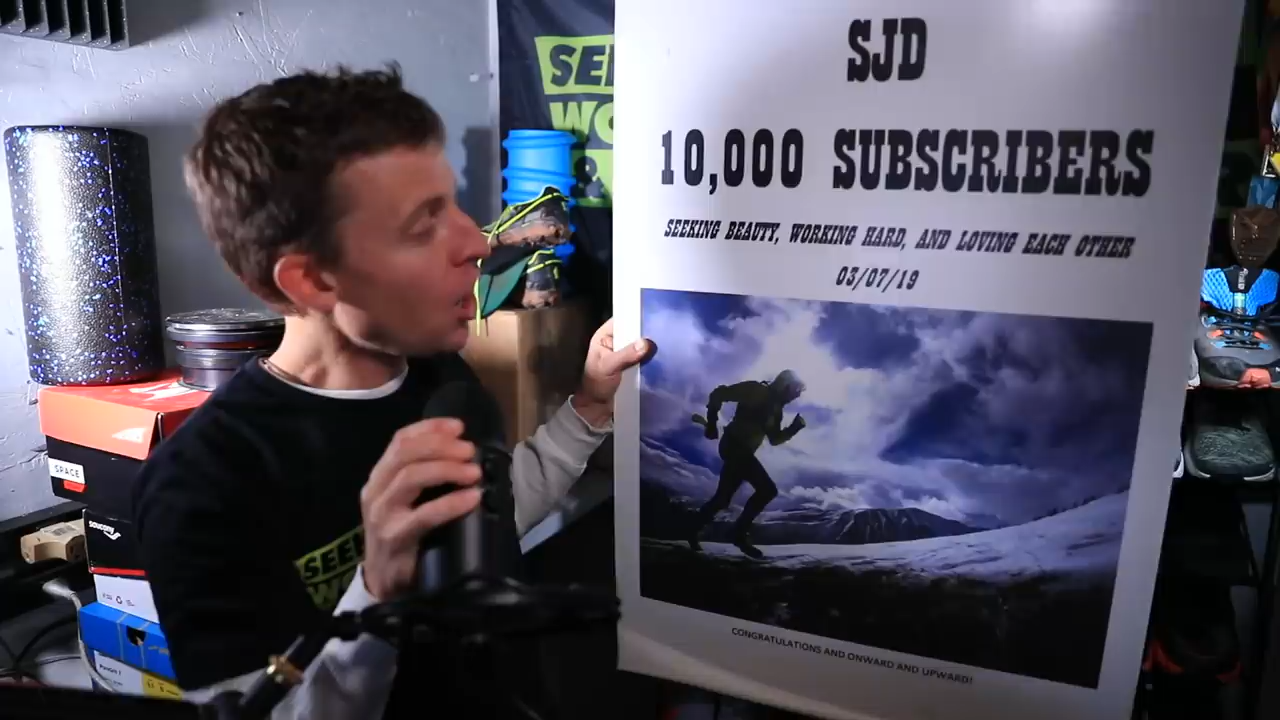 SJD
10,000 SUBSCRIBERS
SEEKING BEAUTY, WORKING HARD, AND LOVING EACH OTHER
03/07/19
CONGRATULATIONS AND ONWARD AND UPWARD!
SPACE
saucony